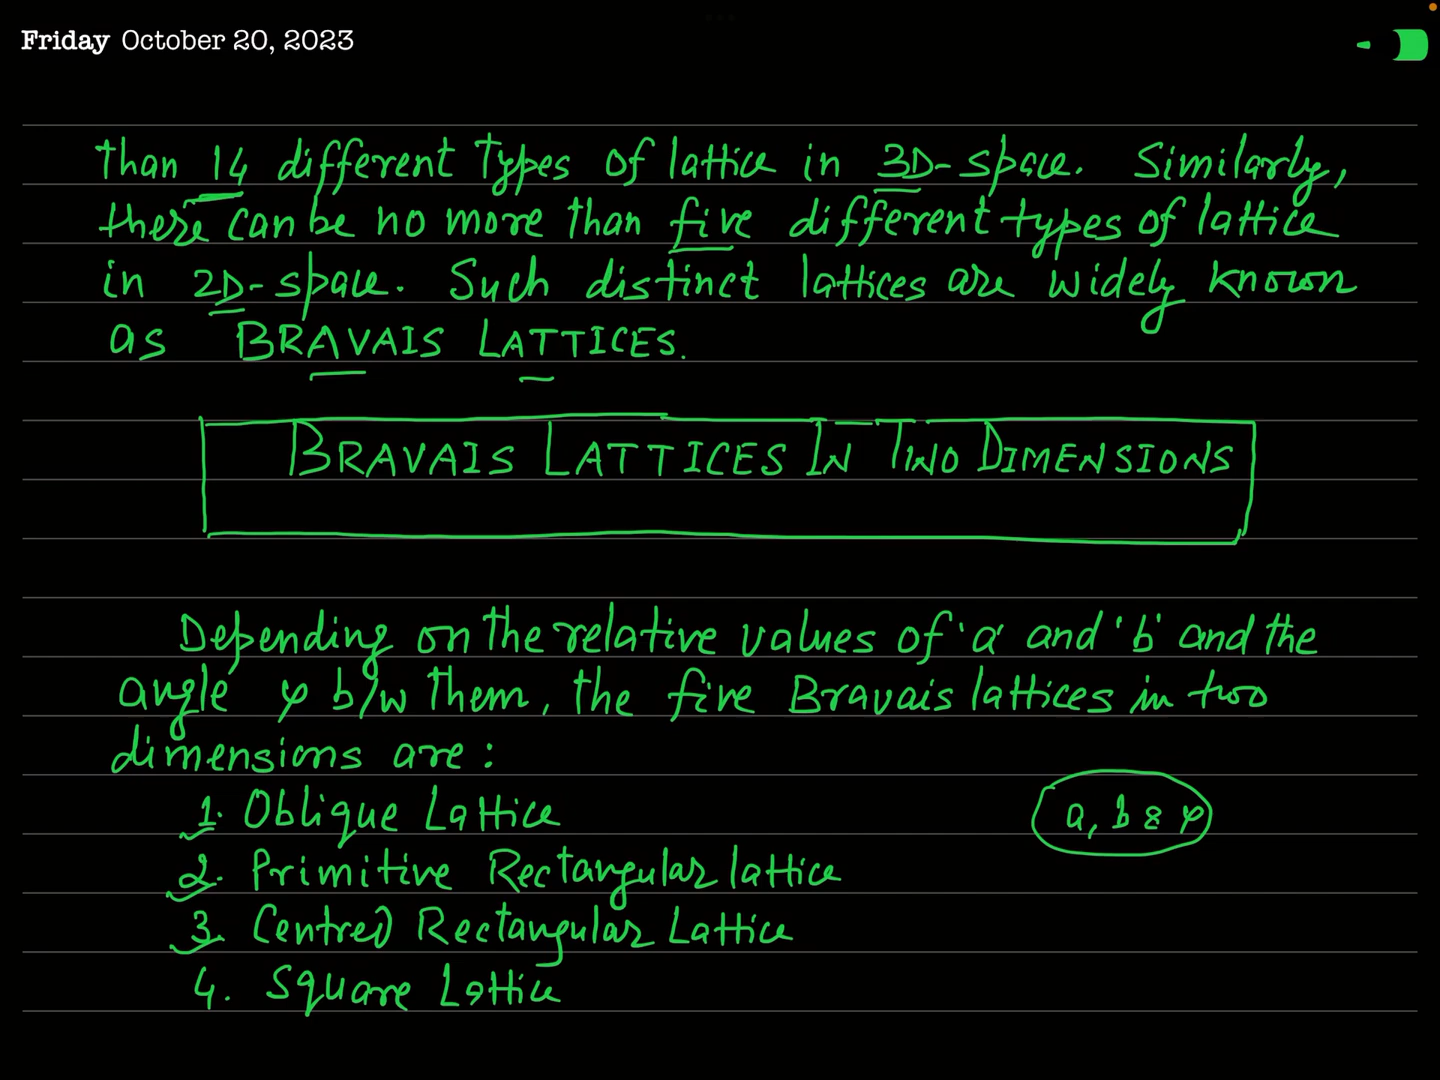 Friday October 20, 2023
than 14 different types of lattice in 3D-space. Similarly,
there can be no more than five different types of lattice
in 2D-space. Such distinct lattices are widely known
as BRAVAIS LATTICES.
BRAVAIS LATTICES IN TWO DIMENSIONS
Depending on the relative values of 'a' and 'b' and the
angle φ b/w them, the five Bravais lattices in two
dimensions are:
1. Oblique Lattice
a, b & φ
2. Primitive Rectangular lattice
3. Centred Rectangular Lattice
4. Square Lattice